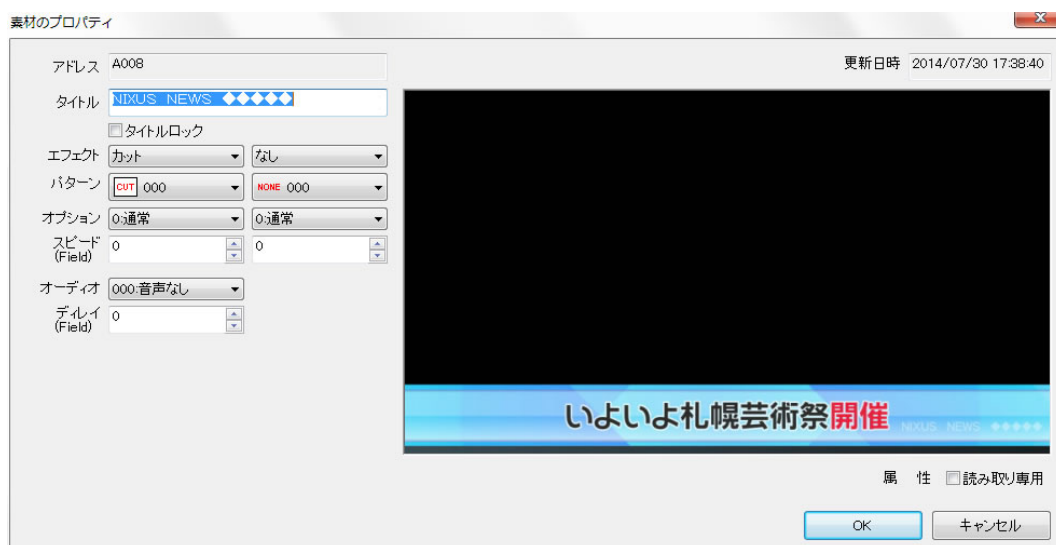 素材のプロパティ
アドレス A008
更新日時 2014/07/30 17:38:40
タイトル NIXUS NEWS ◆◆◆◆◆
タイトルロック
エフェクト カット なし
パターン CUT 000 NONE 000
オプション 0:通常 0:通常
スピード 0 0
(Field)
オーディオ 000:音声なし
ディレイ 0
(Field)
いよいよ札幌芸術祭開催
NIXUS NEWS ◆◆◆◆◆
属 性 読み取り専用
OK キャンセル